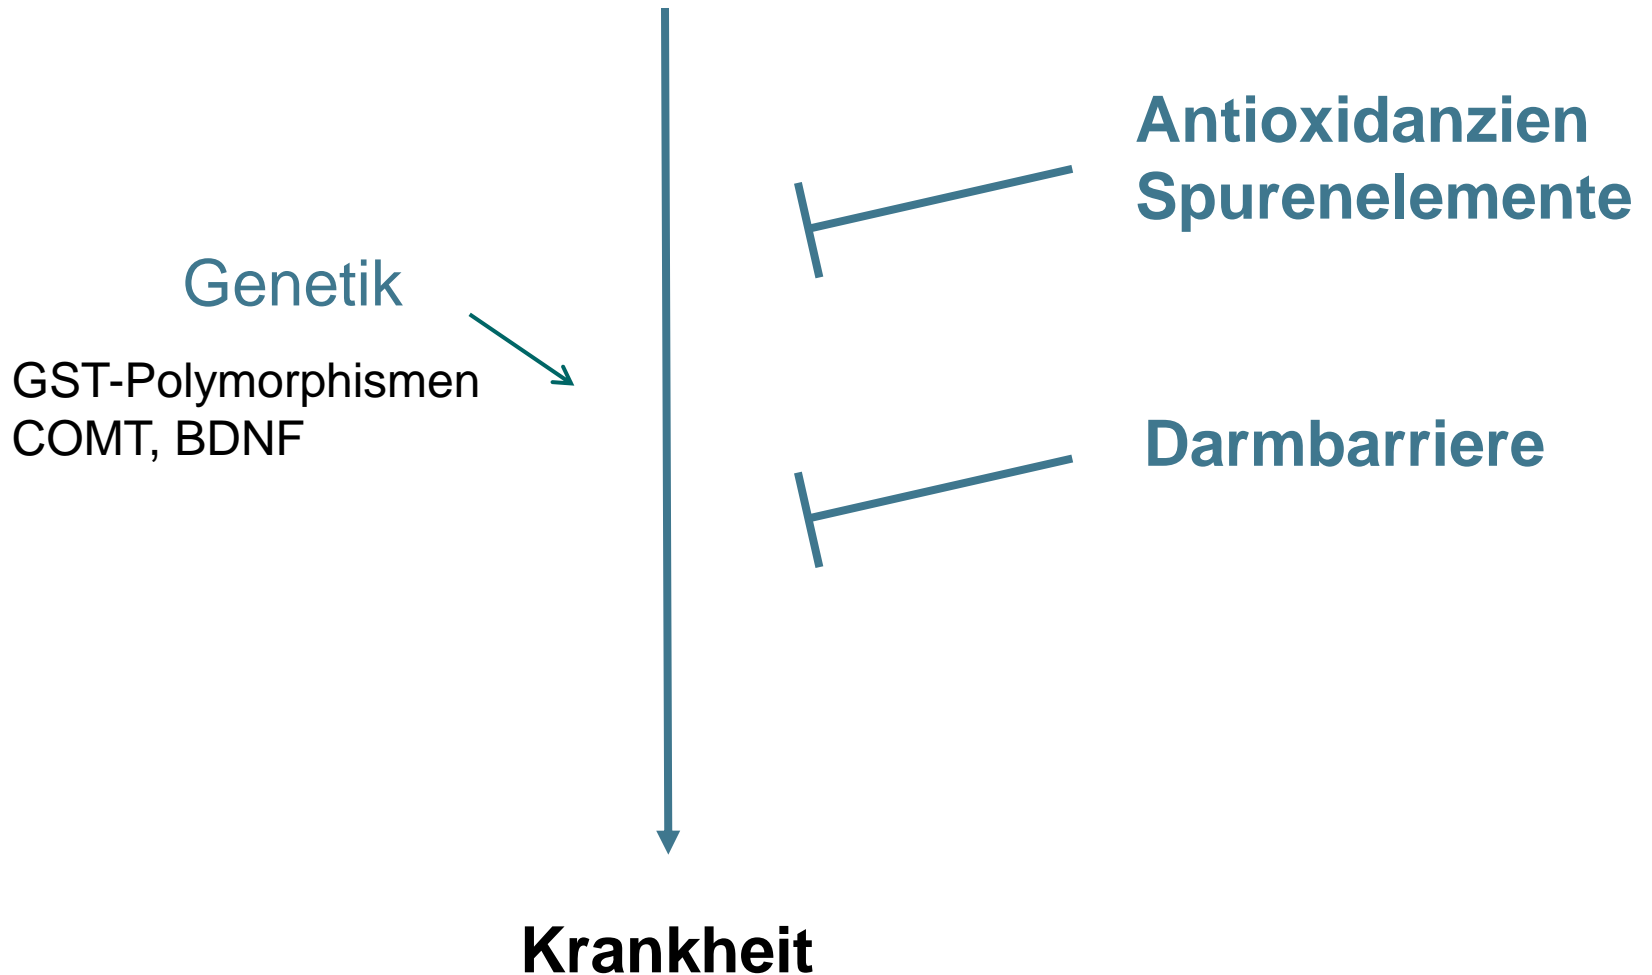 Antioxidanzien
Spurenelemente
Genetik
GST-Polymorphismen
COMT, BDNF
Darmbarriere
Krankheit